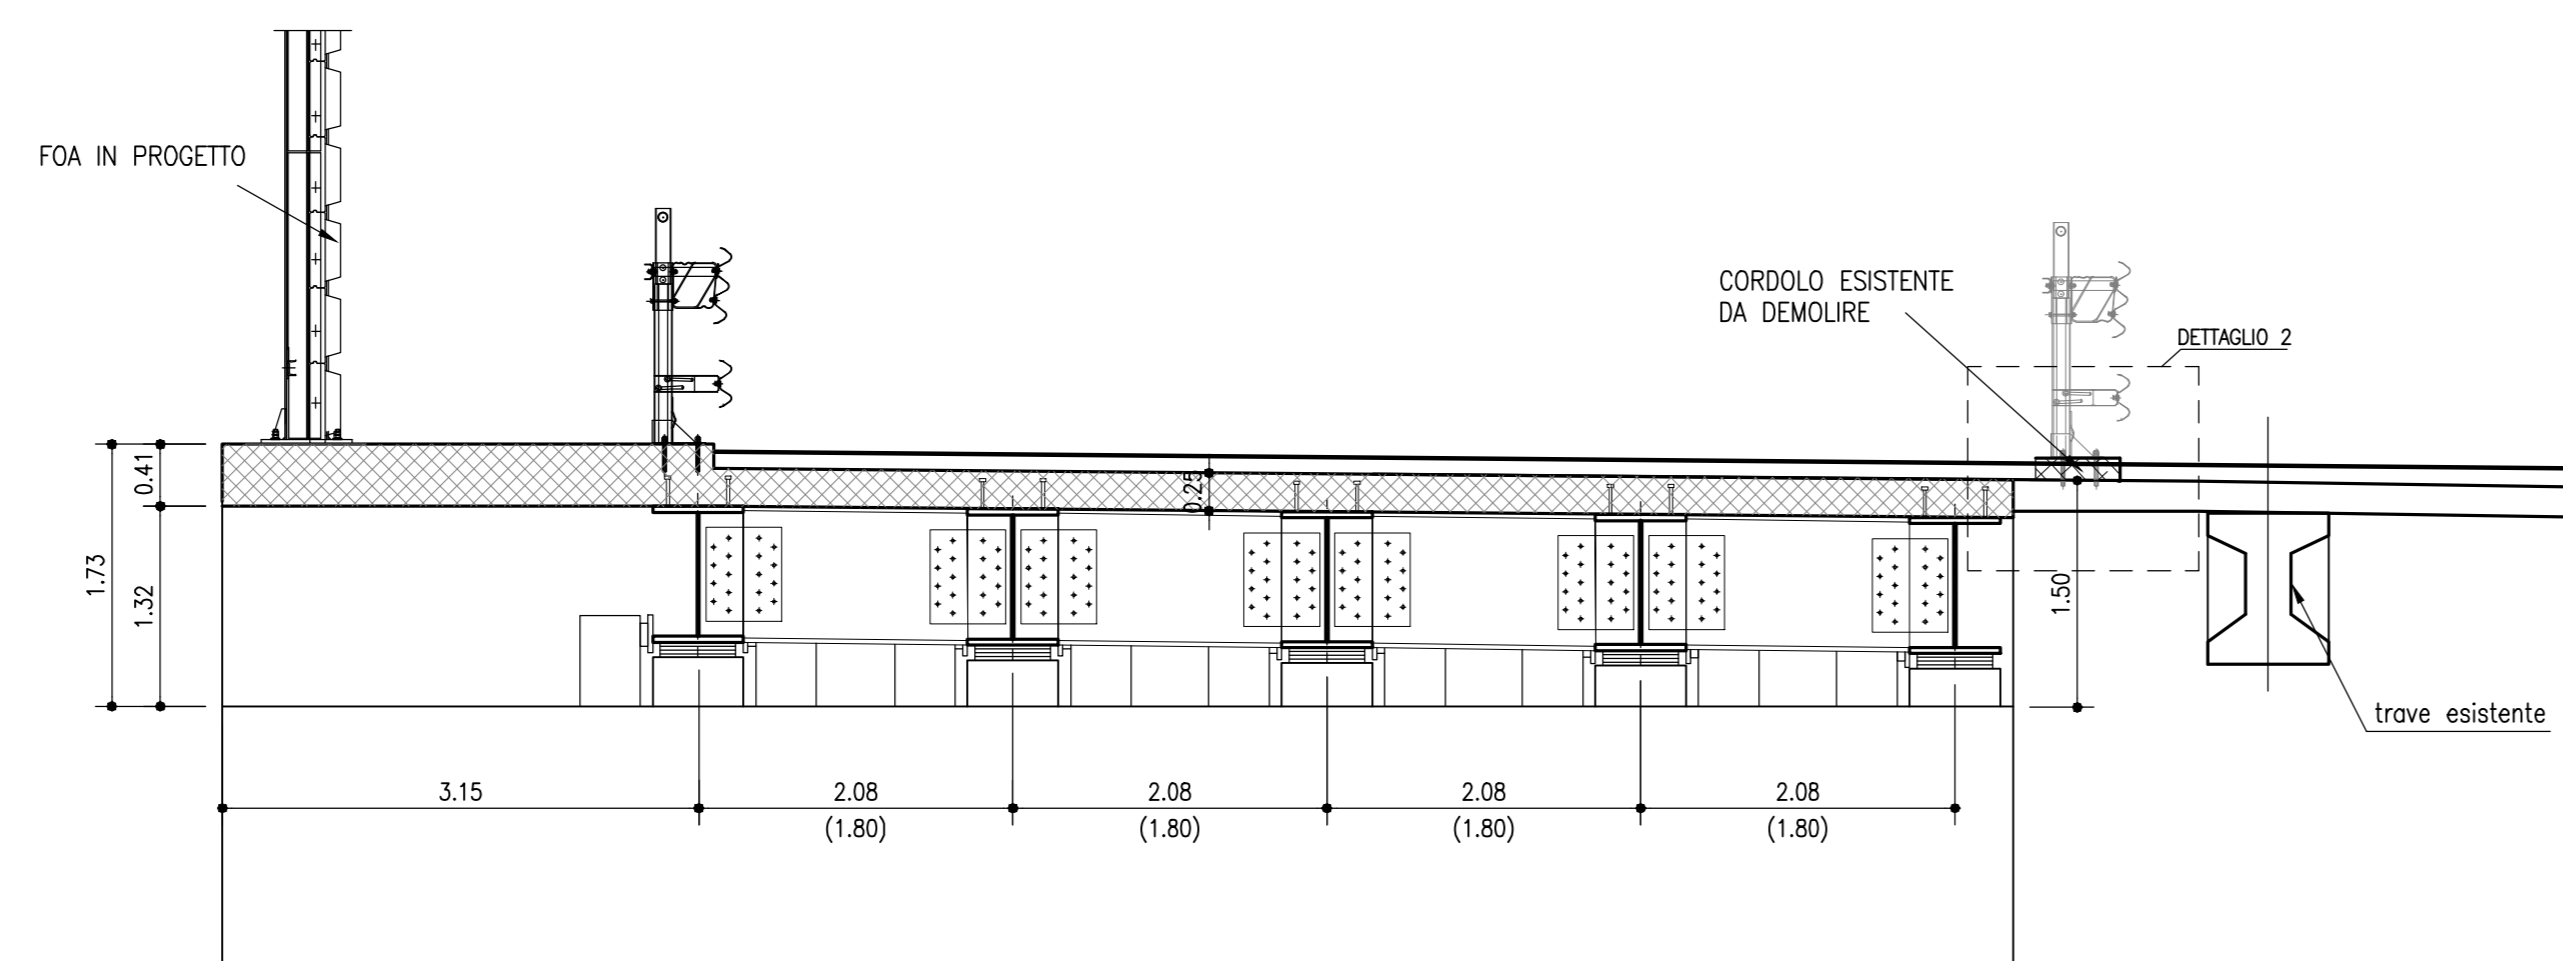 FOA IN PROGETTO
CORDOLO ESISTENTE
DA DEMOLIRE
DETTAGLIO 2
0.41
0.25
1.73
1.32
1.50
trave esistente
3.15
2.08
2.08
2.08
2.08
(1.80)
(1.80)
(1.80)
(1.80)